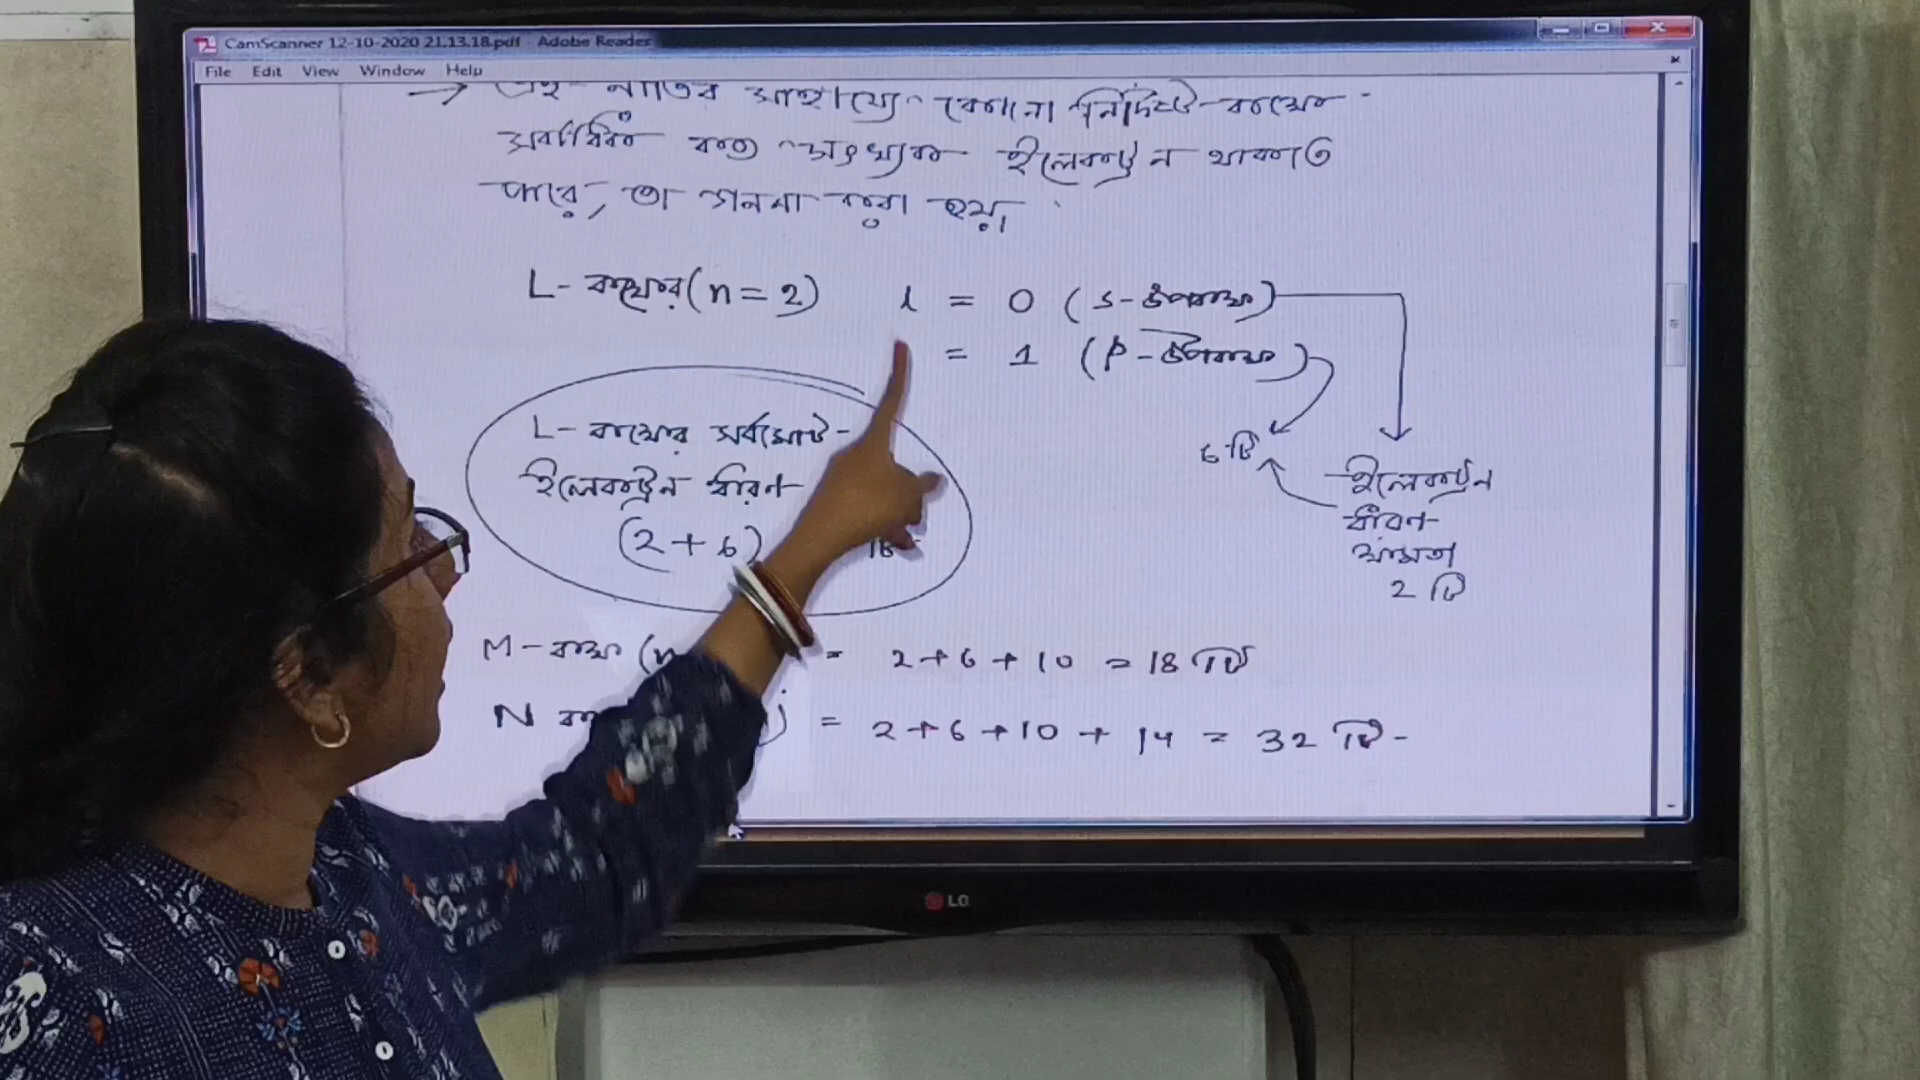 CamScanner 12-10-2020 21.13.18.pdf - Adobe Reader
File Edit View Window Help
→ এই নীতির সাহায্যে কোনো নির্দিষ্ট কক্ষে
সর্বাধিক কত সংখ্যক ইলেকট্রন থাকতে
পারে, তা গননা করা হয়।
L- কক্ষের (n = 2) l = 0 (s-উপকক্ষ)
= 1 (p-উপকক্ষ)
L- কক্ষের সর্বমোট-
ইলেকট্রন ধারণ
(2 + 6)
৬টি
ইলেকট্রন
ধারণ
ক্ষমতা
2 টি
M - কক্ষ (n = 2 + 6 + 10 = 18 টি
N = 2 + 6 + 10 + 14 = 32 টি -
LG